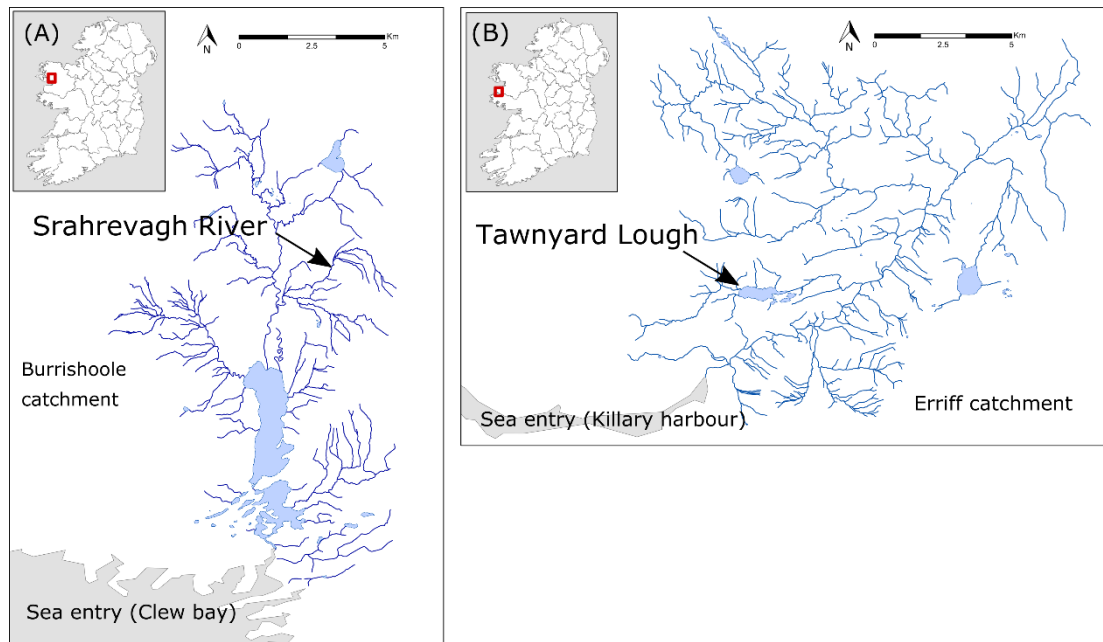 (A)
N
0
2.5
5
Km
Srahrevagh River
Burrishoole
catchment
Sea entry (Clew bay)
(B)
N
0
2.5
5
Km
Tawnyard Lough
Erriff catchment
Sea entry (Killary harbour)